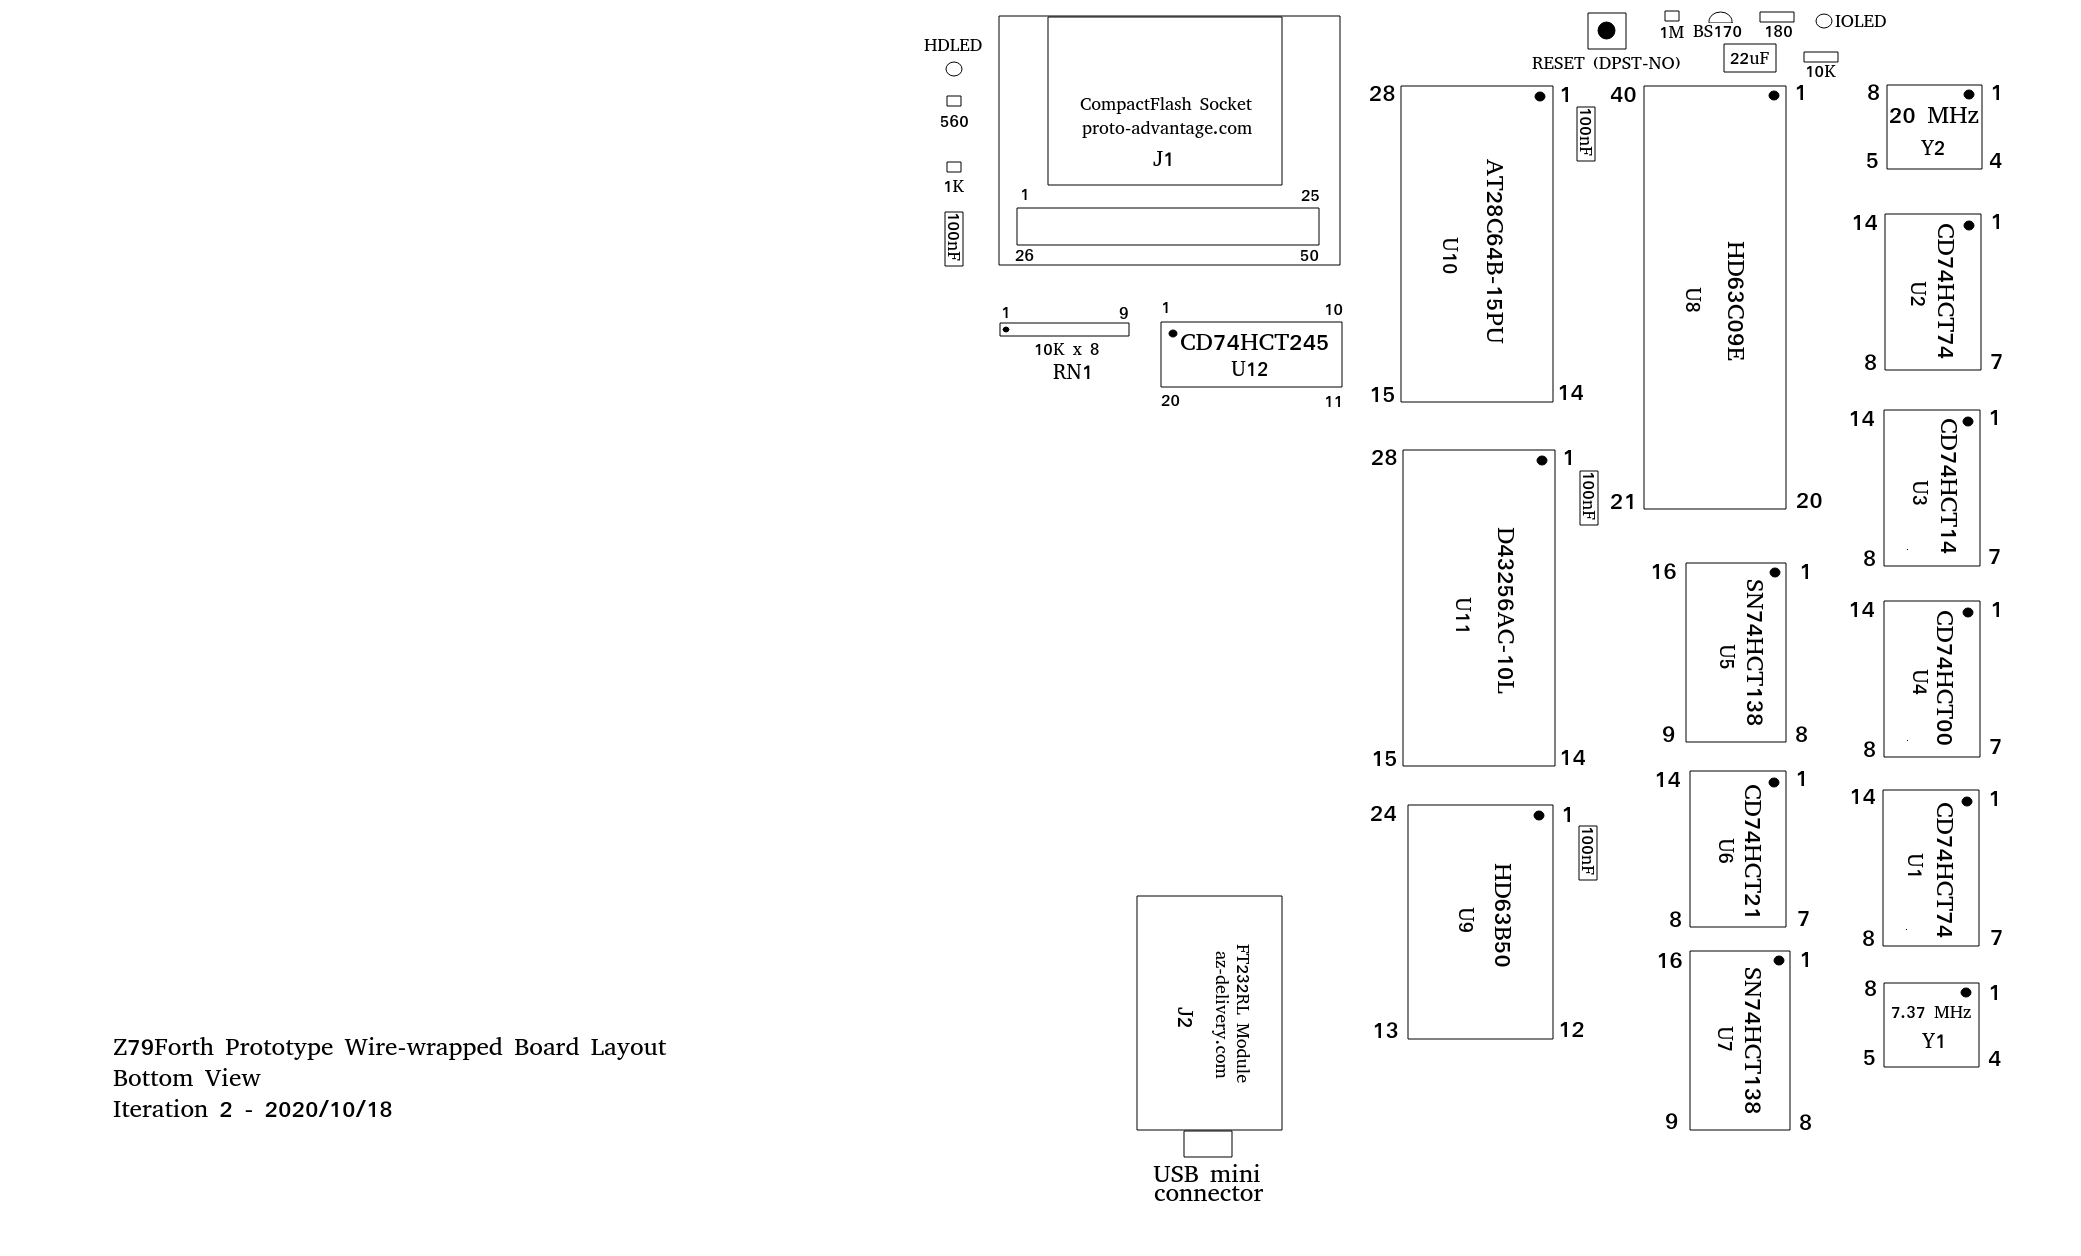 HDLED
560
1K
100nF
CompactFlash Socket
proto-advantage.com
J1
1
25
26
50
1
9
10K x 8
RN1
1
10
CD74HCT245
U12
20
11
RESET (DPST-NO)
1M
BS170
180
IOLED
22uF
10K
28
1
100nF
AT28C64B-15PU
U10
15
14
28
1
100nF
D43256AC-10L
U11
15
14
24
1
100nF
HD63B50
U9
13
12
40
1
HD63C09E
U8
21
20
16
1
SN74HCT138
U5
9
8
14
1
CD74HCT21
U6
8
7
16
1
SN74HCT138
U7
9
8
8
1
20 MHz
Y2
5
4
14
1
CD74HCT74
U2
8
7
14
1
CD74HCT14
U3
8
7
14
1
CD74HCT00
U4
8
7
14
1
CD74HCT74
U1
8
7
8
1
7.37 MHz
Y1
5
4
FT232RL Module
az-delivery.com
J2
USB mini
connector
Z79Forth Prototype Wire-wrapped Board Layout
Bottom View
Iteration 2 - 2020/10/18